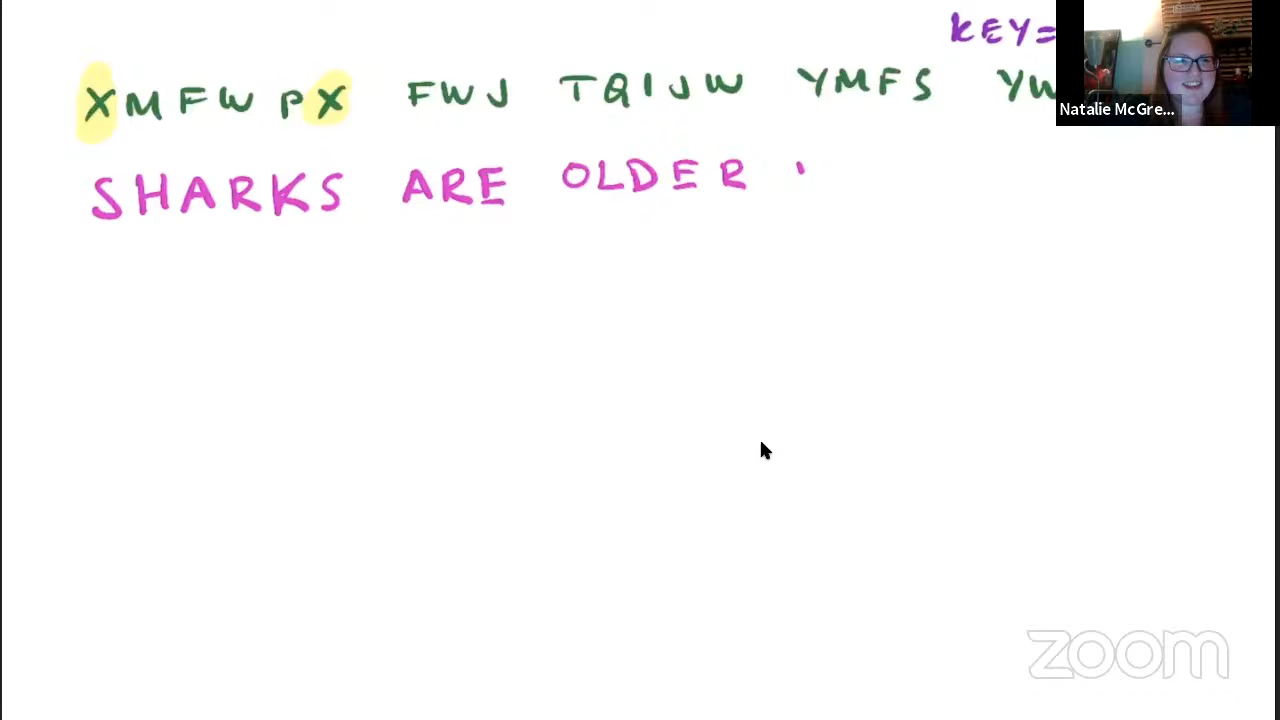 KEY=
XMFWPX FWJ TQIJW YMFS YW
Natalie McGre...
SHARKS ARE OLDER
zoom